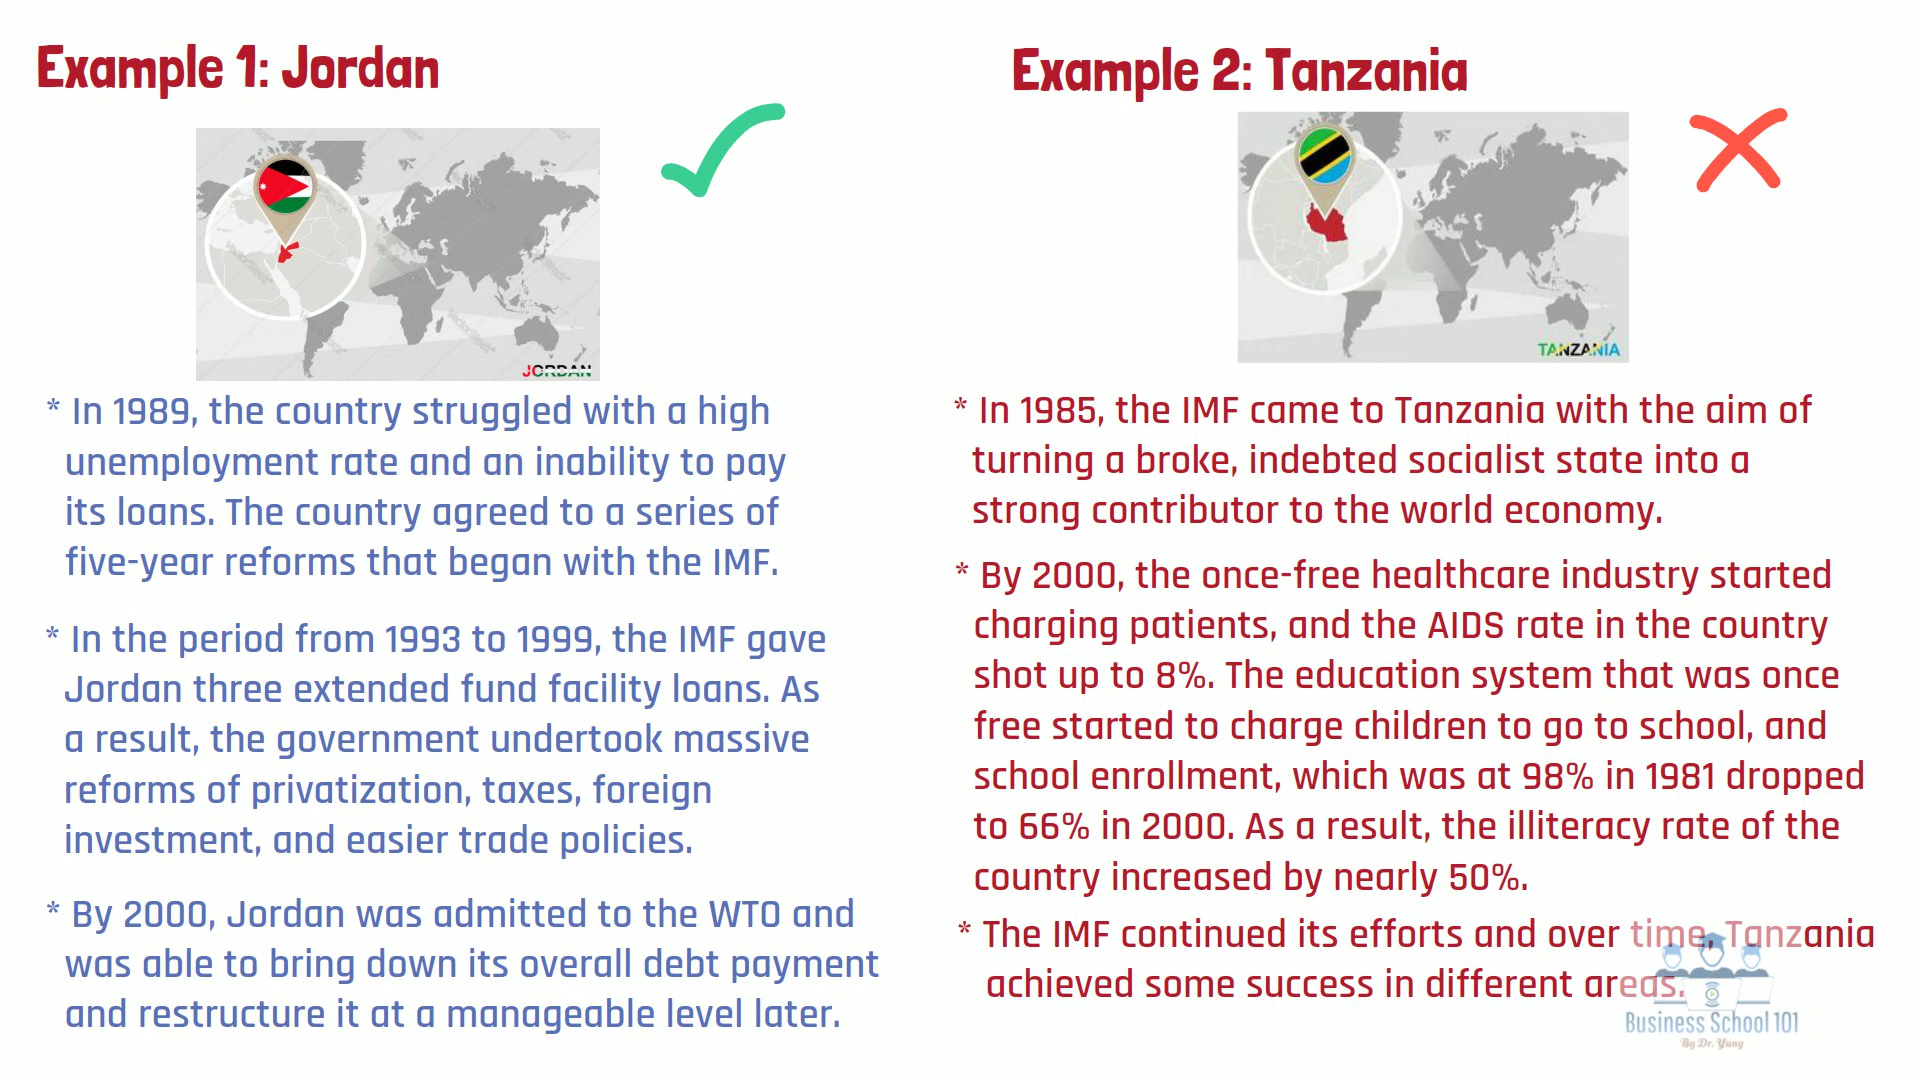 Example 1: Jordan
JORDAN
* In 1989, the country struggled with a high
unemployment rate and an inability to pay
its loans. The country agreed to a series of
five-year reforms that began with the IMF.
* In the period from 1993 to 1999, the IMF gave
Jordan three extended fund facility loans. As
a result, the government undertook massive
reforms of privatization, taxes, foreign
investment, and easier trade policies.
* By 2000, Jordan was admitted to the WTO and
was able to bring down its overall debt payment
and restructure it at a manageable level later.
Example 2: Tanzania
TANZANIA
* In 1985, the IMF came to Tanzania with the aim of
turning a broke, indebted socialist state into a
strong contributor to the world economy.
* By 2000, the once-free healthcare industry started
charging patients, and the AIDS rate in the country
shot up to 8%. The education system that was once
free started to charge children to go to school, and
school enrollment, which was at 98% in 1981 dropped
to 66% in 2000. As a result, the illiteracy rate of the
country increased by nearly 50%.
* The IMF continued its efforts and over time, Tanzania
achieved some success in different areas.
Business School 101
By Dr. Yang